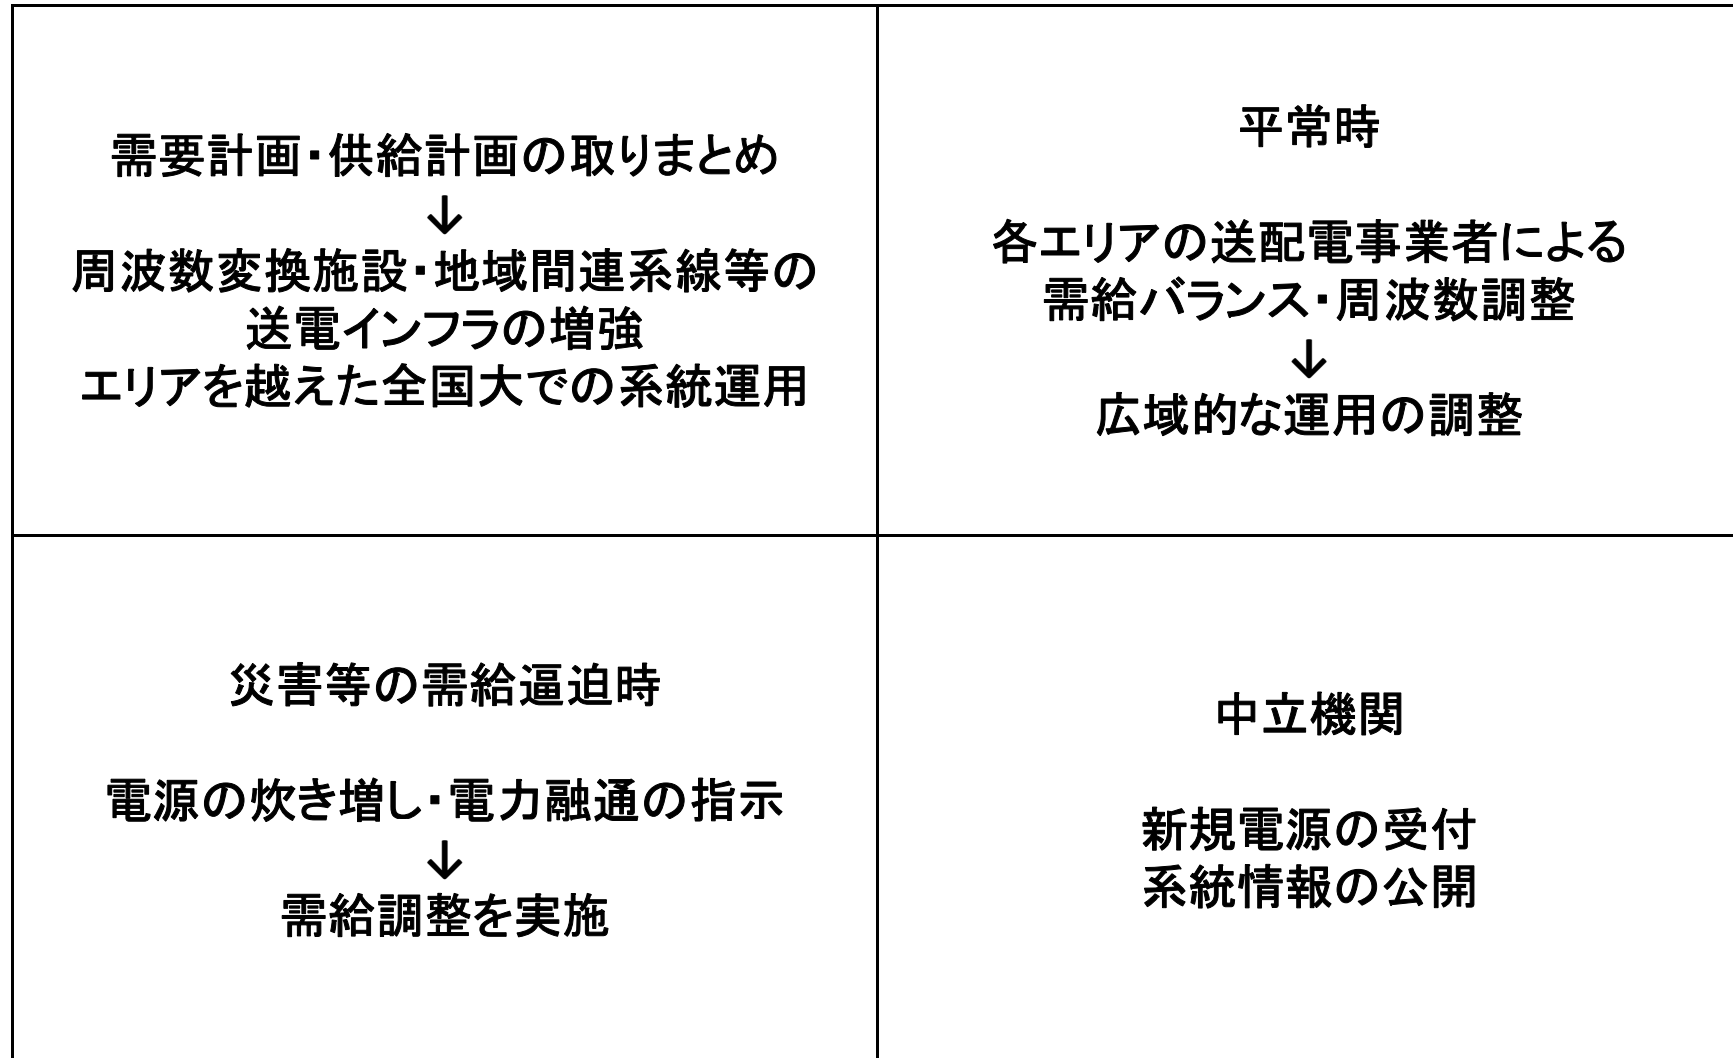 需要計画・供給計画の取りまとめ
↓
周波数変換施設・地域間連系線等の
送電インフラの増強
エリアを越えた全国大での系統運用
平常時
各エリアの送配電事業者による
需給バランス・周波数調整
↓
広域的な運用の調整
災害等の需給逼迫時
電源の炊き増し・電力融通の指示
↓
需給調整を実施
中立機関
新規電源の受付
系統情報の公開